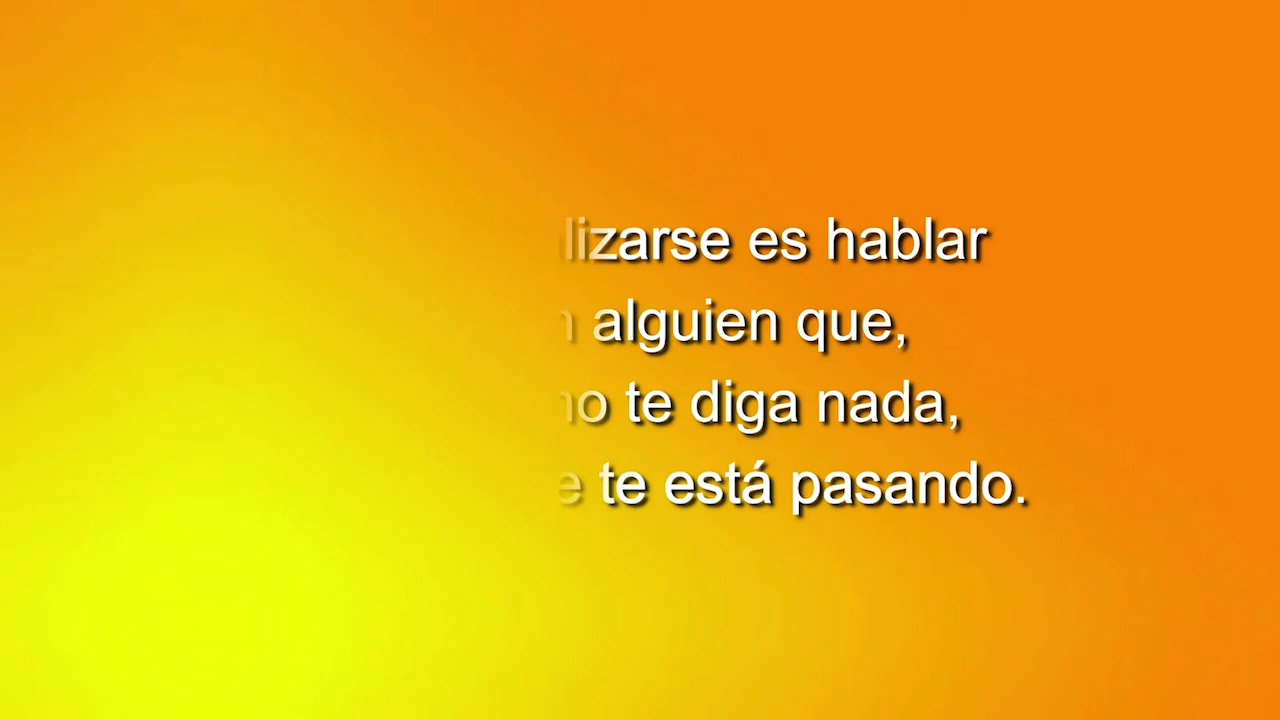 lizarse es hablar
alguien que,
no te diga nada,
e te está pasando.